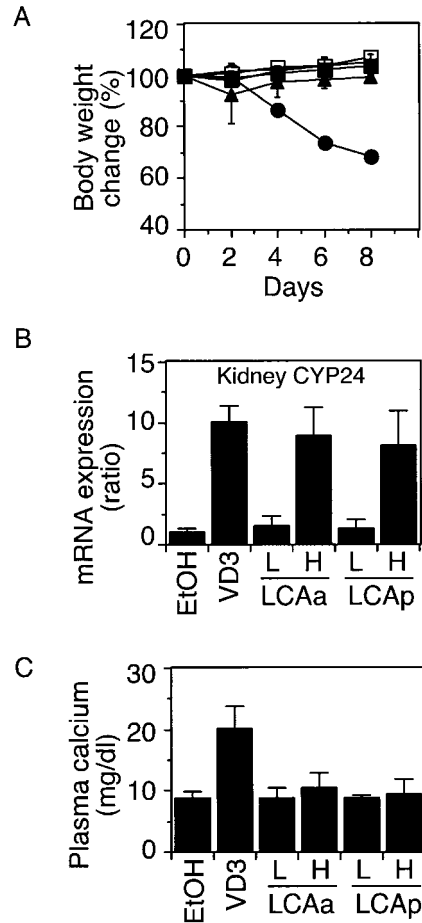 A
Body weight
change (%)
120
100
80
60
40
0 2 4 6 8
Days
B
Kidney CYP24
mRNA expression
(ratio)
15
10
5
0
EtOH
VD3
L H L H
LCAa LCAp
C
Plasma calcium
(mg/dl)
30
20
10
0
EtOH
VD3
L H L H
LCAa LCAp